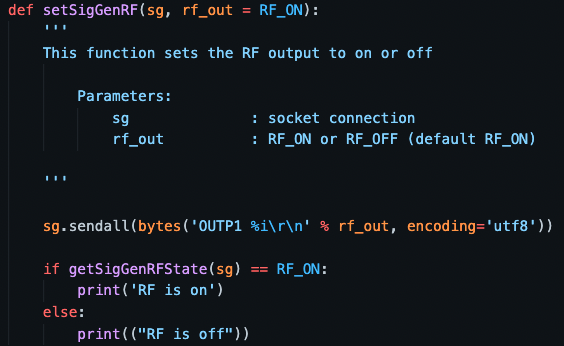 def setSigGenRF(sg, rf_out = RF_ON):
    '''
    This function sets the RF output to on or off

        Parameters:
            sg              : socket connection
            rf_out          : RF_ON or RF_OFF (default RF_ON)

    '''

    sg.sendall(bytes('OUTP1 %i\r\n' % rf_out, encoding='utf8'))

    if getSigGenRFState(sg) == RF_ON:
        print('RF is on')
    else:
        print(("RF is off"))